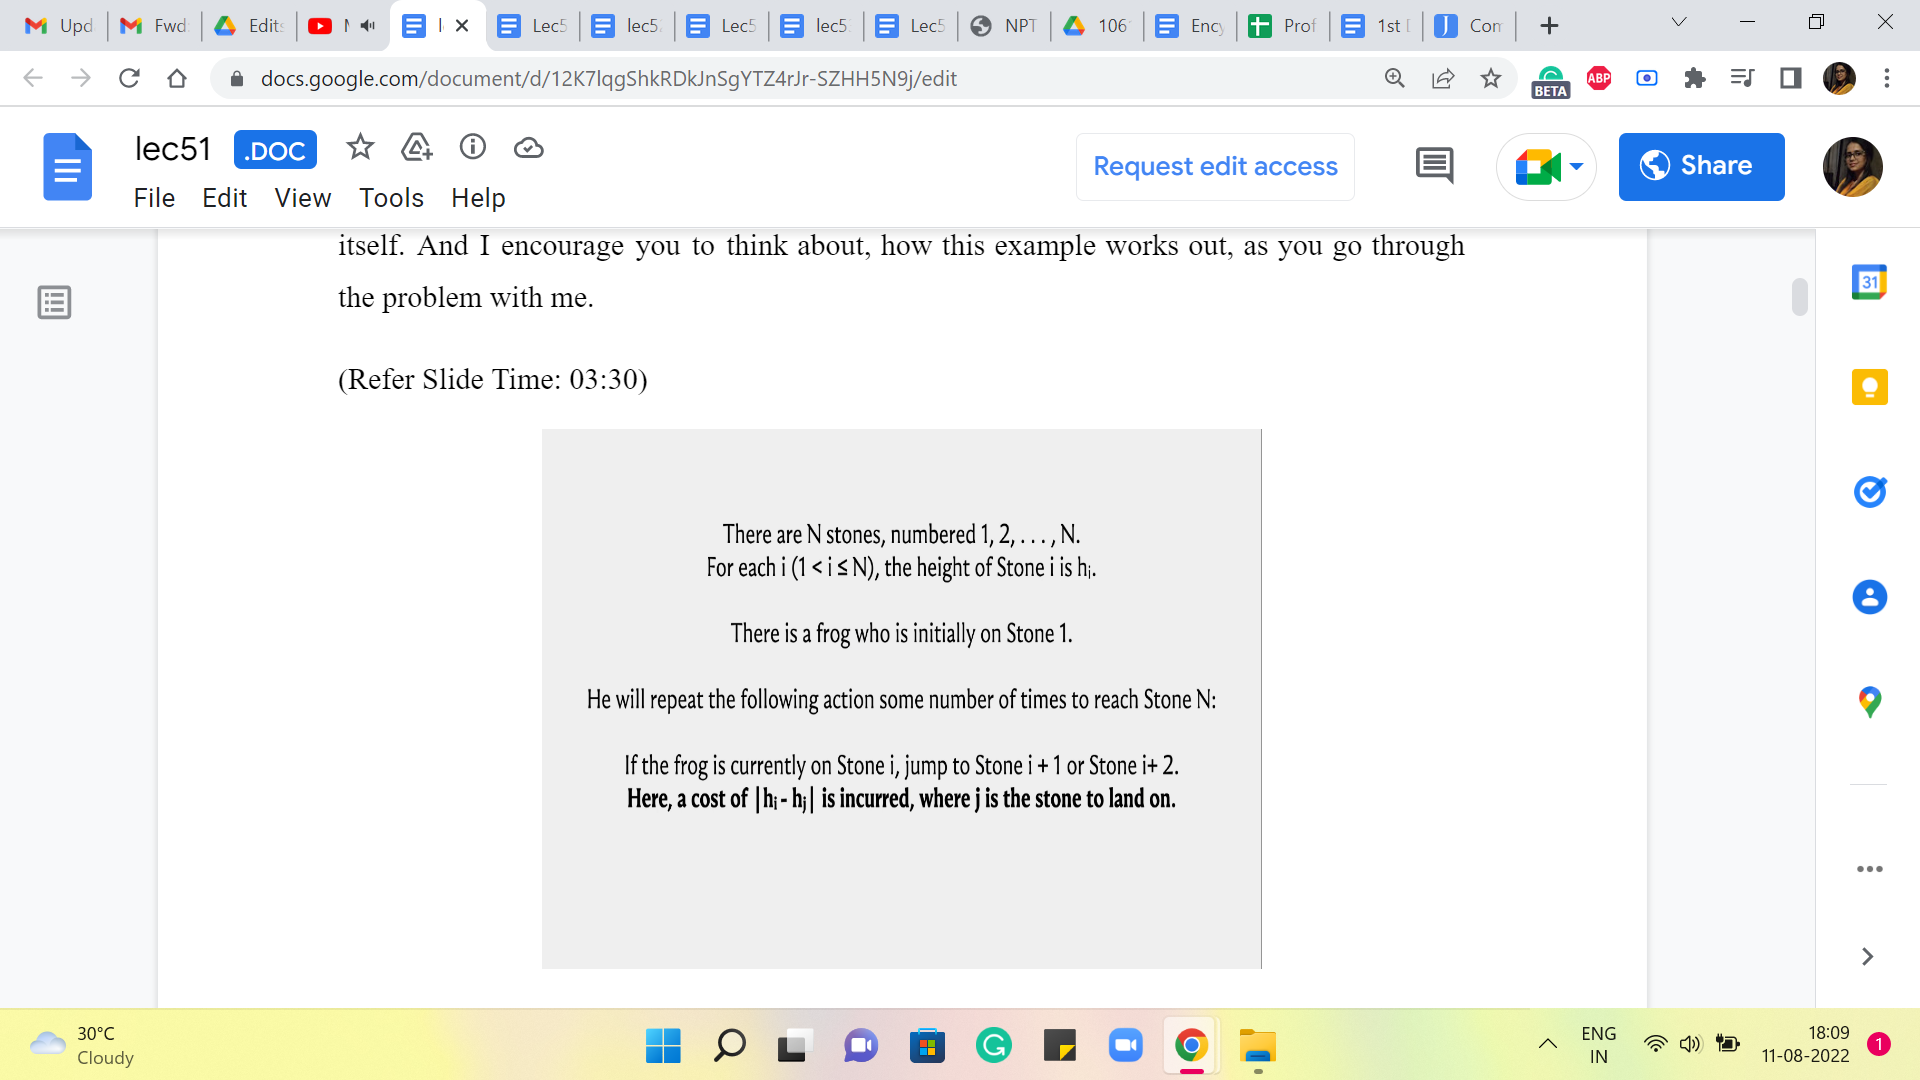 Upd
Fwd
Edits
Lec5
lec5
Lec5
lec5
Lec5
NPT
106
Ency
Prof
1st
Con
docs.google.com/document/d/12K7lqgShkRDkJnSgYTZ4rJr-SZHH5N9j/edit
BETA
ABP
lec51
.DOC
File Edit View Tools Help
Request edit access
Share
31
itself. And I encourage you to think about, how this example works out, as you go through
the problem with me.
(Refer Slide Time: 03:30)
There are N stones, numbered 1, 2, . . . , N.
For each i (1 < i ≤ N), the height of Stone i is hᵢ.
There is a frog who is initially on Stone 1.
He will repeat the following action some number of times to reach Stone N:
If the frog is currently on Stone i, jump to Stone i + 1 or Stone i+ 2.
Here, a cost of |hᵢ - hⱼ| is incurred, where j is the stone to land on.
30°C
Cloudy
ENG
IN
18:09
11-08-2022
1